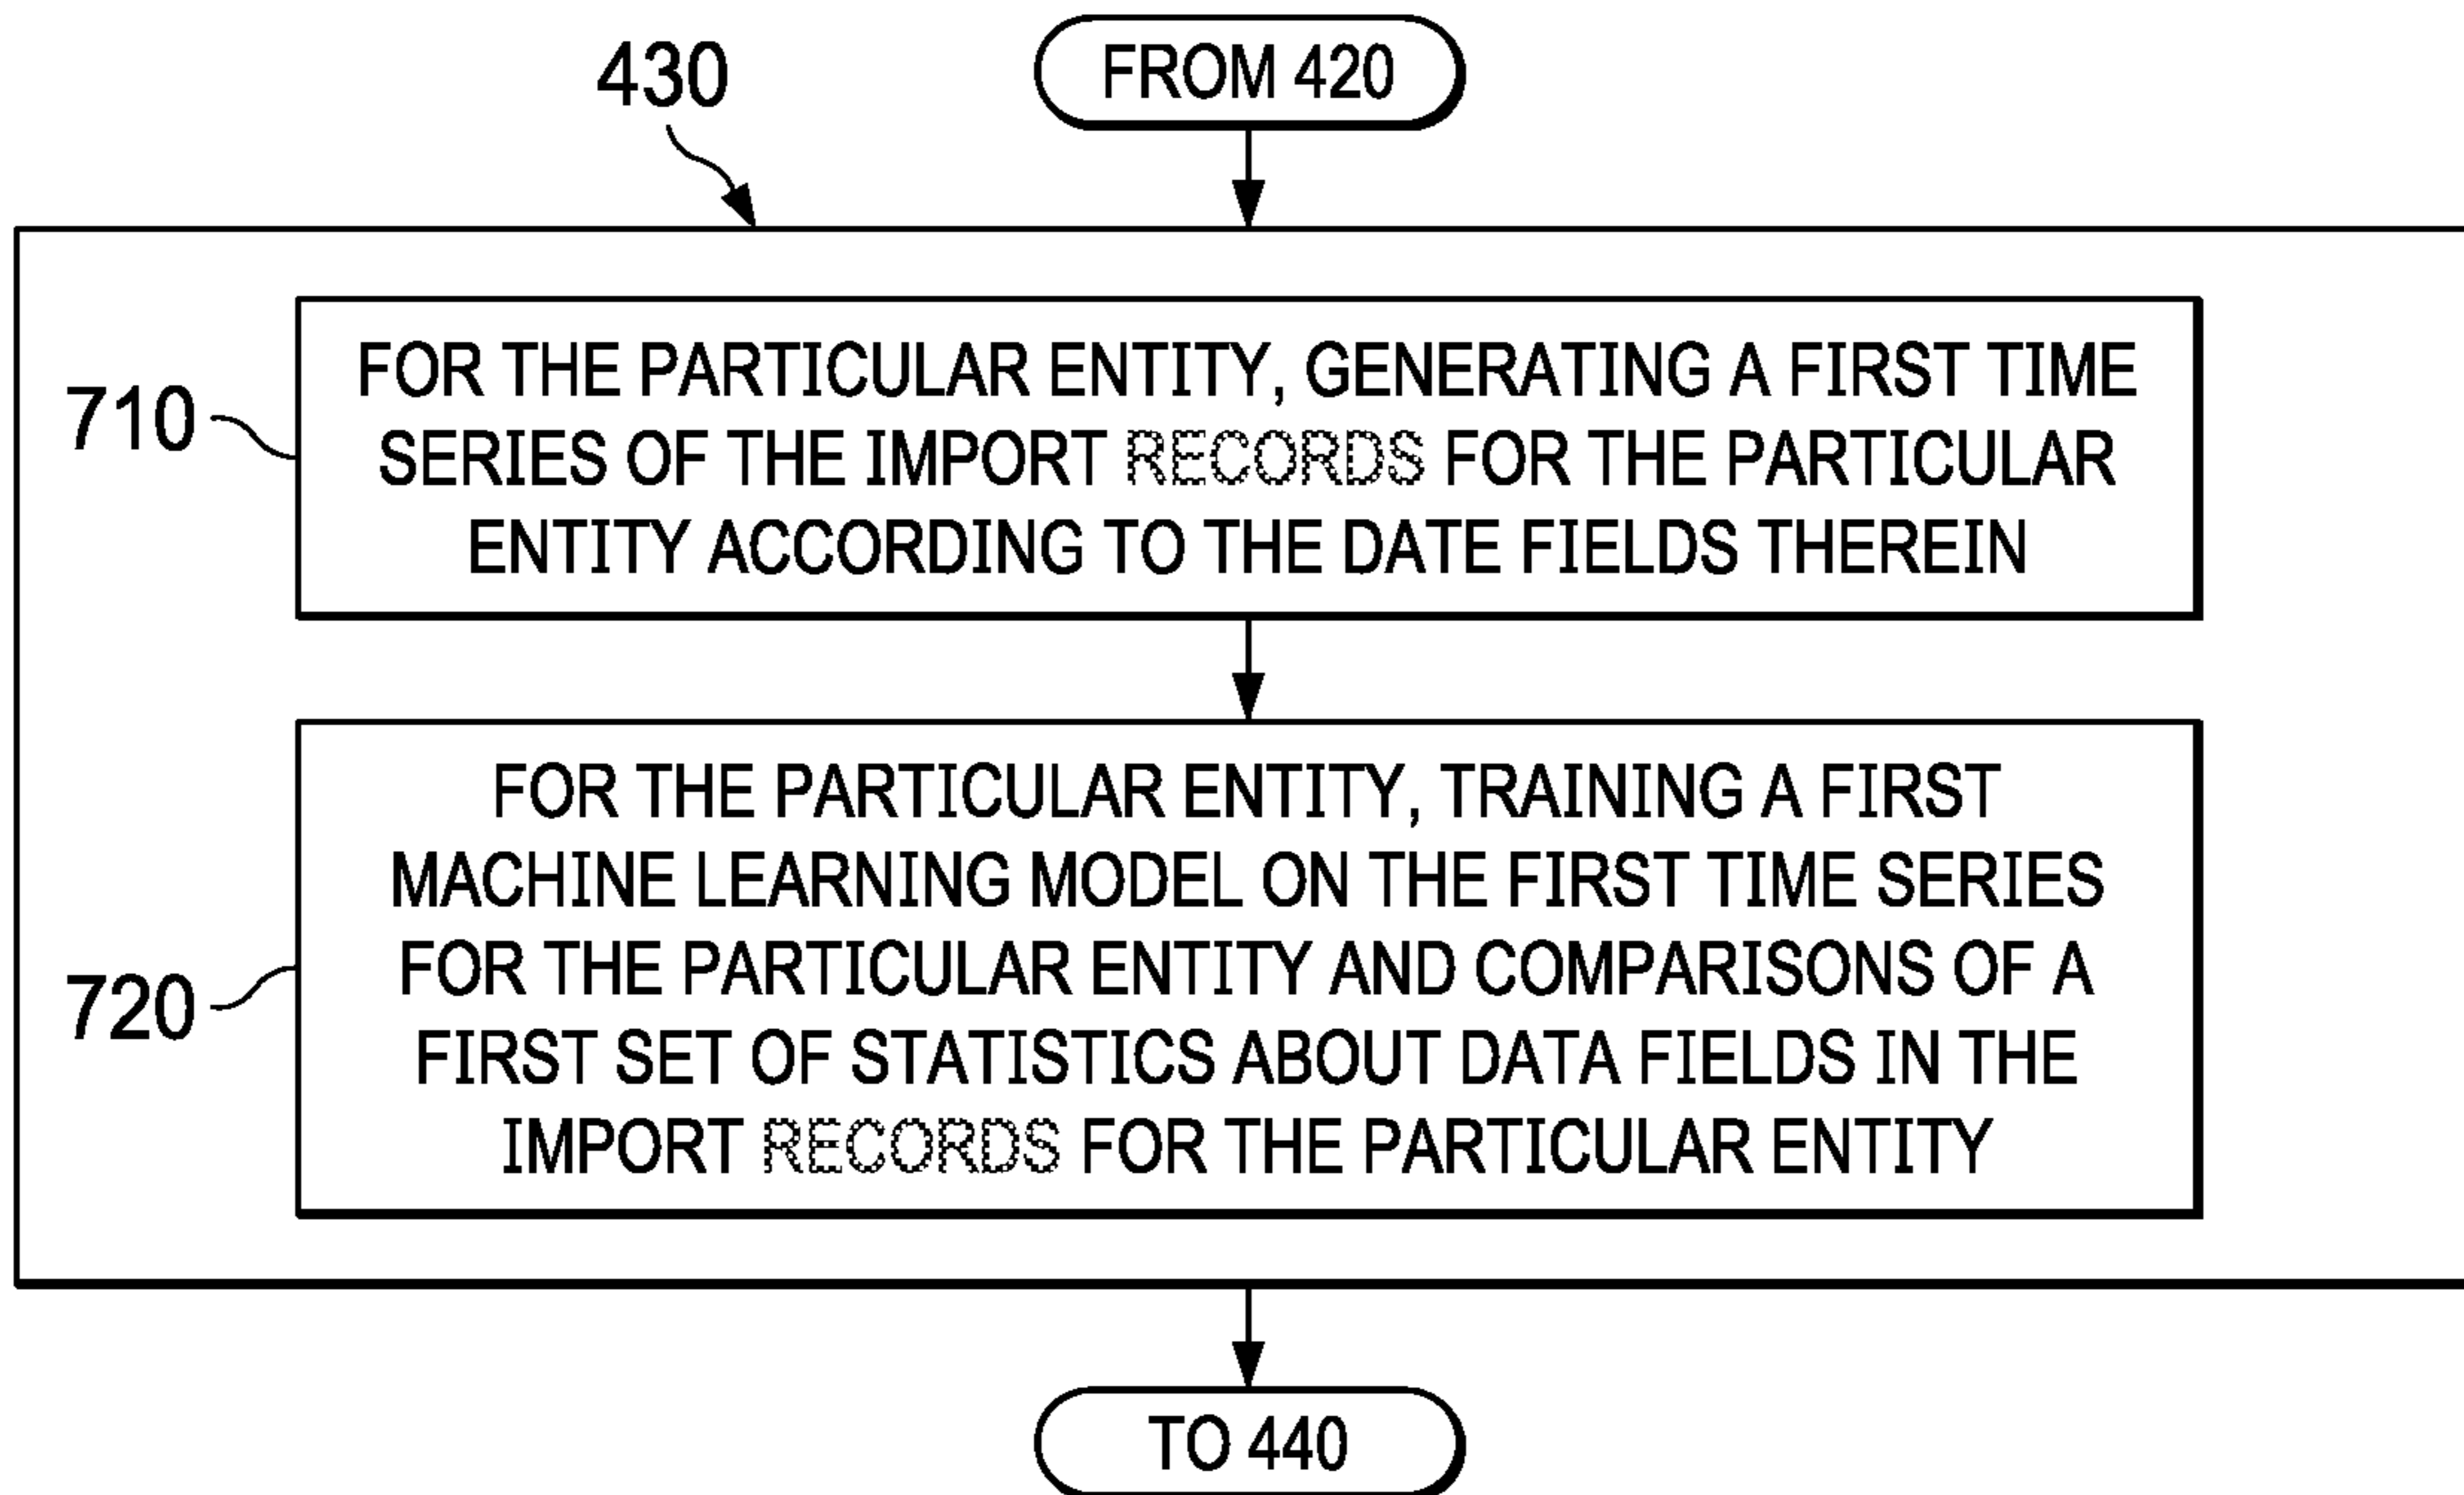 430
FROM 420
710
FOR THE PARTICULAR ENTITY, GENERATING A FIRST TIME
SERIES OF THE IMPORT RECORDS FOR THE PARTICULAR
ENTITY ACCORDING TO THE DATE FIELDS THEREIN
720
FOR THE PARTICULAR ENTITY, TRAINING A FIRST
MACHINE LEARNING MODEL ON THE FIRST TIME SERIES
FOR THE PARTICULAR ENTITY AND COMPARISONS OF A
FIRST SET OF STATISTICS ABOUT DATA FIELDS IN THE
IMPORT RECORDS FOR THE PARTICULAR ENTITY
TO 440